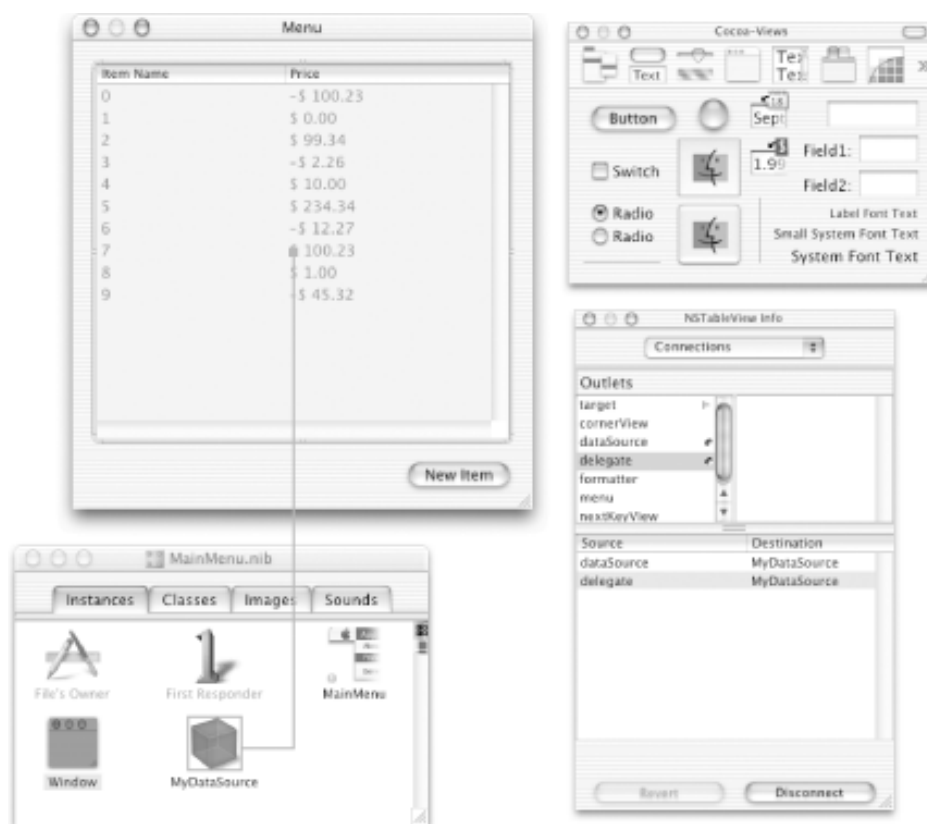 Menu
Item Name Price
0 -$ 100.23
1 $ 0.00
2 $ 99.34
3 -$ 2.26
4 $ 10.00
5 $ 234.34
6 -$ 12.27
7 100.23
8 $ 1.00
9 -$ 45.32
New Item
Cocoa-Views
Text
Button
Sept
Field1:
1.99
Switch
Field2:
Radio
Label Font Text
Radio
Small System Font Text
System Font Text
NSTableView Info
Connections
Outlets
target
cornerView
dataSource
delegate
formatter
menu
nextKeyView
Source Destination
dataSource MyDataSource
delegate MyDataSource
Revert Disconnect
MainMenu.nib
Instances Classes Images Sounds
File's Owner First Responder MainMenu
Window MyDataSource